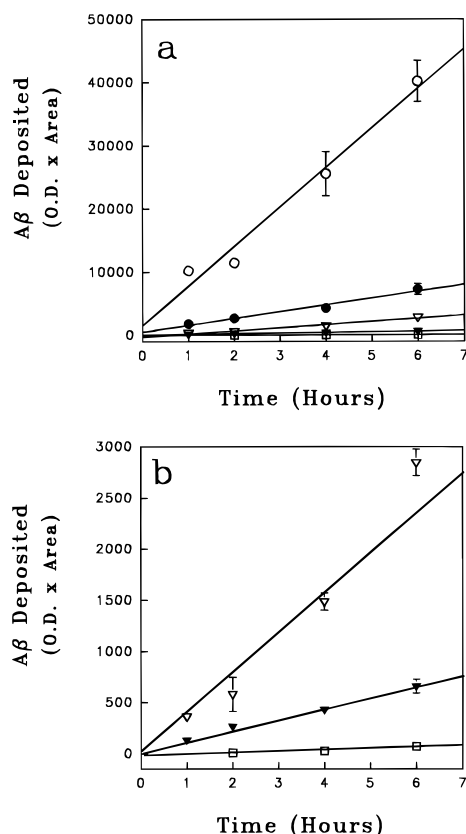 a
50000
40000
30000
20000
10000
0
Aβ Deposited
(O.D. x Area)
0 1 2 3 4 5 6 7
Time (Hours)
b
3000
2500
2000
1500
1000
500
0
Aβ Deposited
(O.D. x Area)
0 1 2 3 4 5 6 7
Time (Hours)